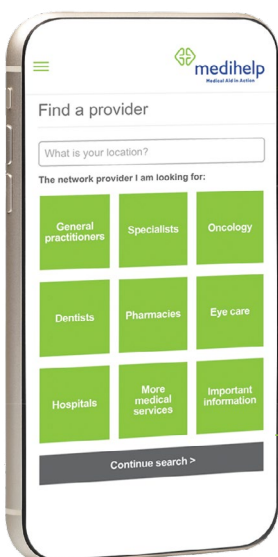 medihelp
Medical Aid in Action
Find a provider
What is your location?
The network provider I am looking for:
General
practitioners
Specialists
Oncology
Dentists
Pharmacies
Eye care
Hospitals
More
medical
services
Important
information
Continue search >